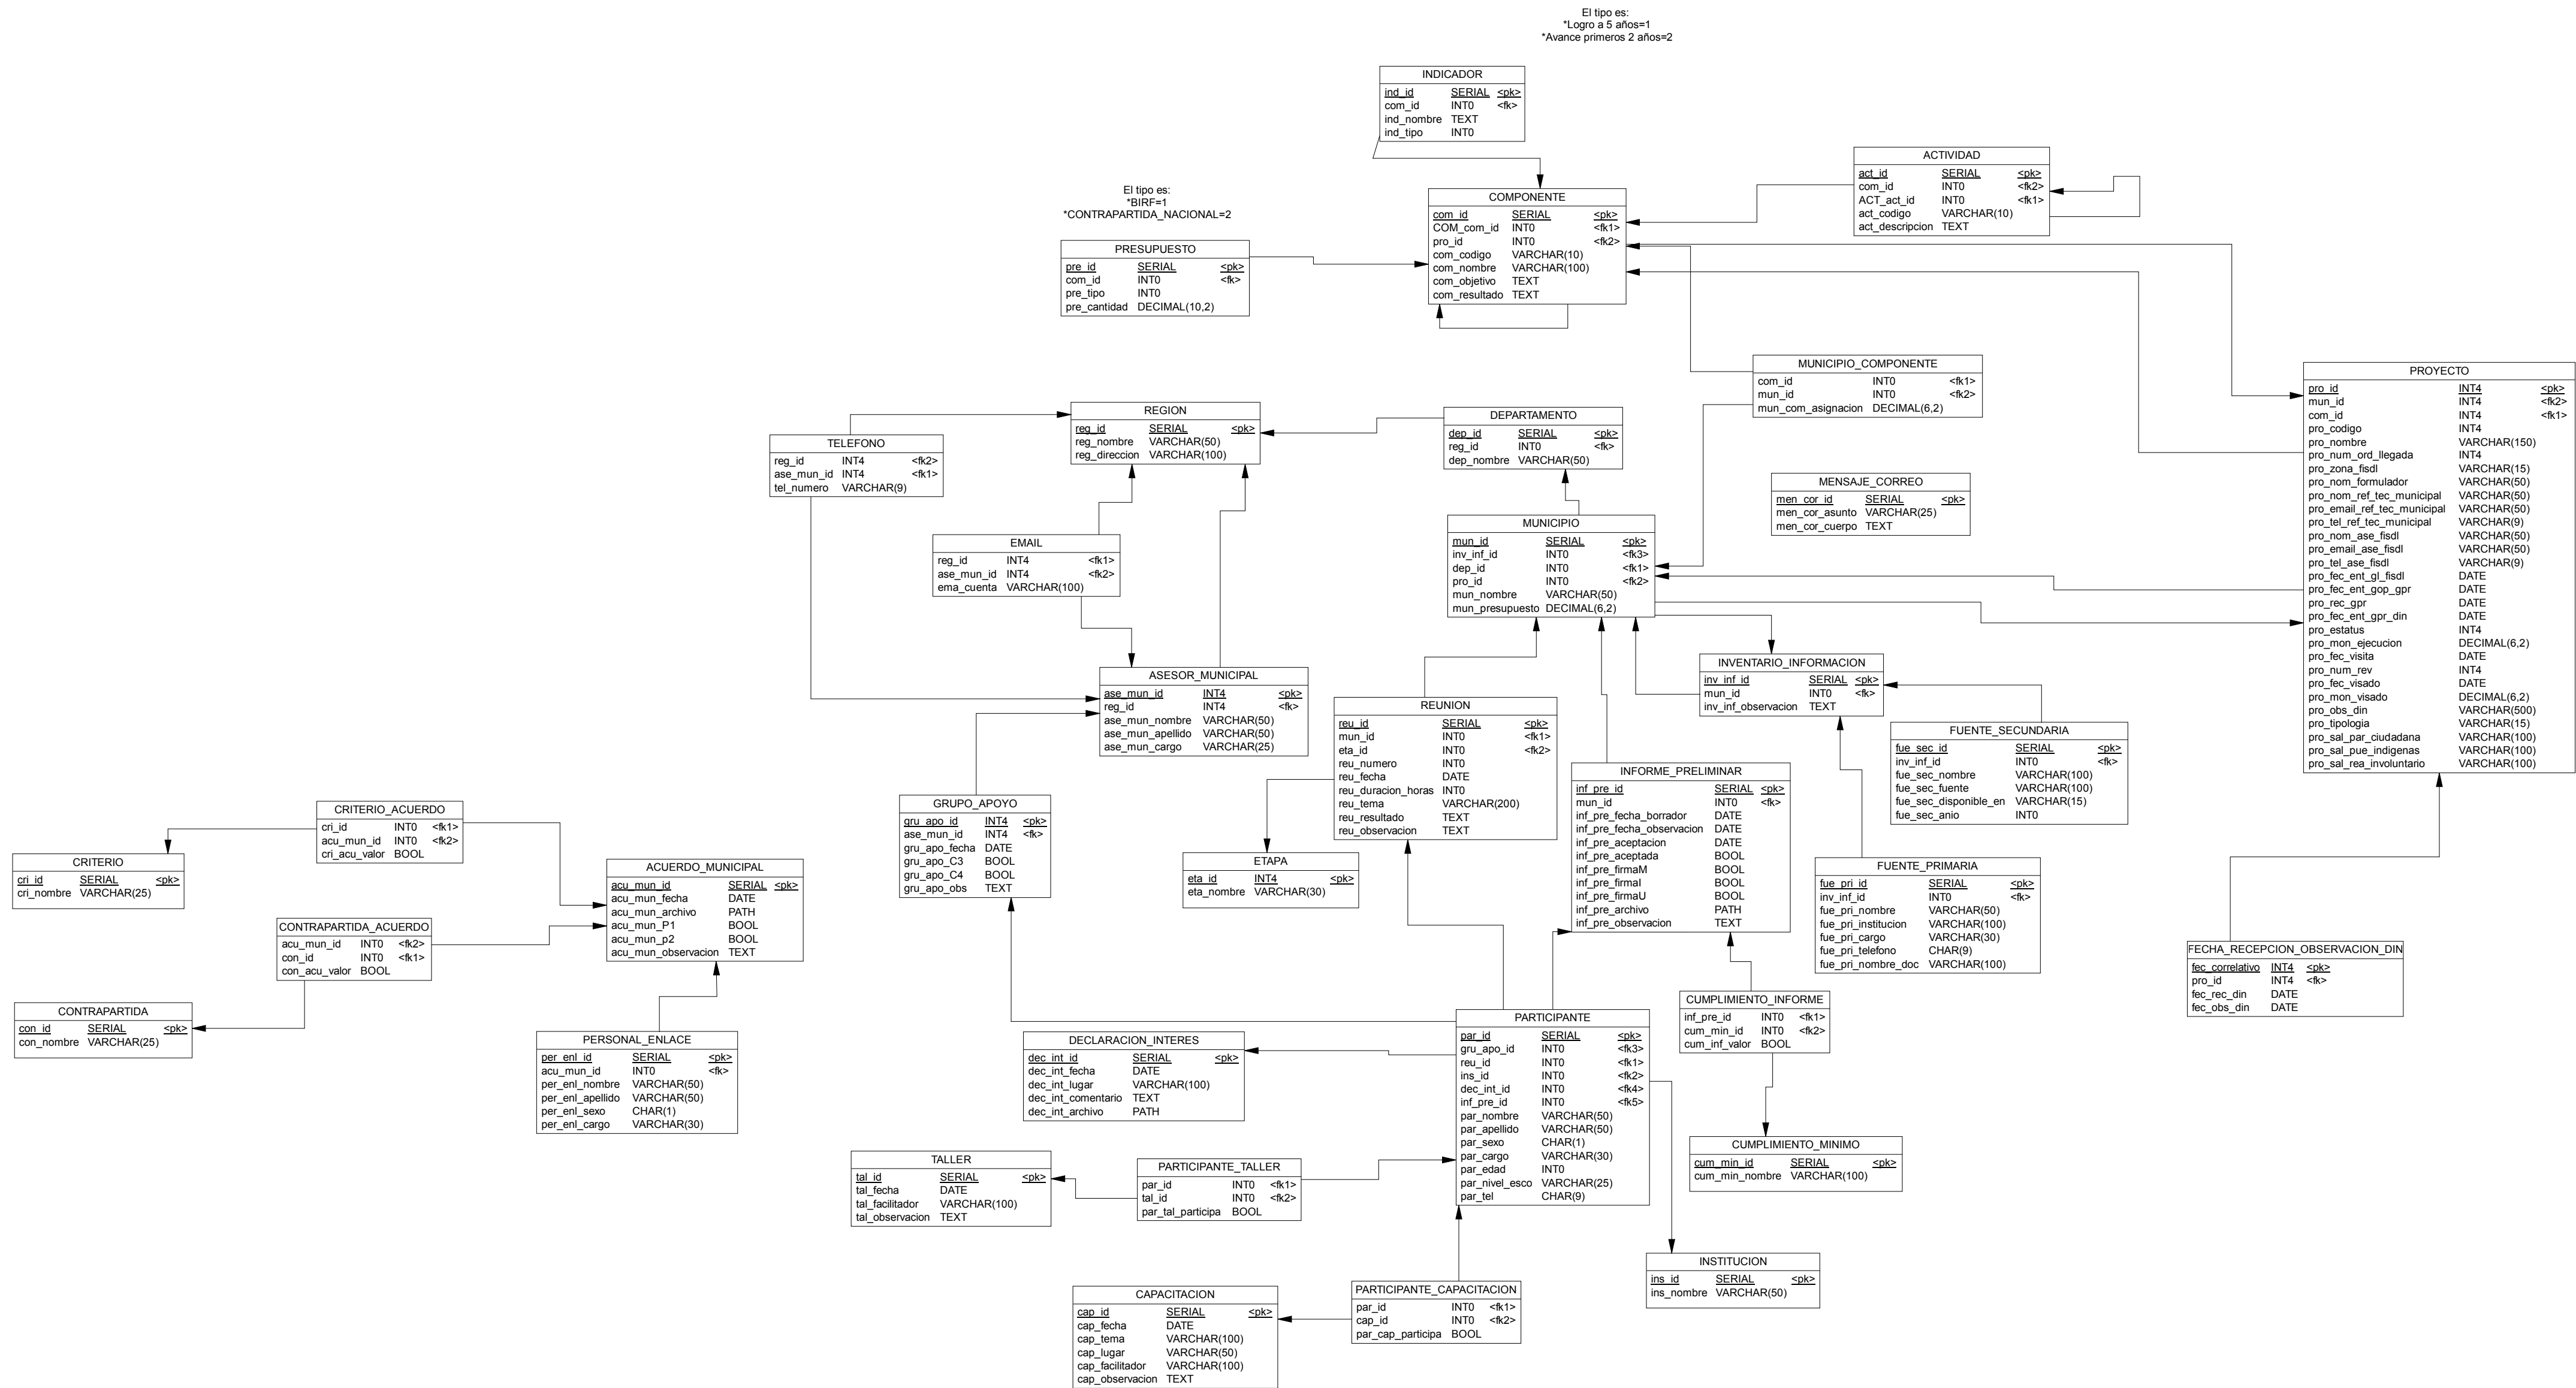 El tipo es:
*Logro a 5 años=1
*Avance primeros 2 años=2
INDICADOR
ind_id SERIAL <pk>
com_id INT0 <fk>
ind_nombre TEXT
ind_tipo INT0
ACTIVIDAD
act_id SERIAL <pk>
com_id INT0 <fk2>
ACT_act_id INT0 <fk1>
act_codigo VARCHAR(10)
act_descripcion TEXT
El tipo es:
*BIRF=1
*CONTRAPARTIDA_NACIONAL=2
COMPONENTE
com_id SERIAL <pk>
COM_com_id INT0 <fk1>
pro_id INT0 <fk2>
com_codigo VARCHAR(10)
com_nombre VARCHAR(100)
com_objetivo TEXT
com_resultado TEXT
PRESUPUESTO
pre_id SERIAL <pk>
com_id INT0 <fk>
pre_tipo INT0
pre_cantidad DECIMAL(10,2)
MUNICIPIO_COMPONENTE
com_id INT0 <fk1>
mun_id INT0 <fk2>
mun_com_asignacion DECIMAL(6,2)
PROYECTO
pro_id INT4 <pk>
mun_id INT4 <fk2>
com_id INT4 <fk1>
pro_codigo INT4
pro_nombre VARCHAR(150)
pro_num_ord_llegada INT4
pro_zona_fisdl VARCHAR(15)
pro_nom_formulador VARCHAR(50)
pro_nom_ref_tec_municipal VARCHAR(50)
pro_email_ref_tec_municipal VARCHAR(50)
pro_tel_ref_tec_municipal VARCHAR(9)
pro_nom_ase_fisdl VARCHAR(50)
pro_email_ase_fisdl VARCHAR(50)
pro_tel_ase_fisdl VARCHAR(9)
pro_fec_ent_gl_fisdl DATE
pro_fec_ent_gop_gpr DATE
pro_rec_gpr DATE
pro_fec_ent_gpr_din DATE
pro_estatus INT4
pro_mon_ejecucion DECIMAL(6,2)
pro_fec_visita DATE
pro_num_rev INT4
pro_fec_visado DATE
pro_mon_visado DECIMAL(6,2)
pro_obs_din VARCHAR(500)
pro_tipologia VARCHAR(15)
pro_sal_par_ciudadana VARCHAR(100)
pro_sal_pue_indigenas VARCHAR(100)
pro_sal_rea_involuntario VARCHAR(100)
REGION
reg_id SERIAL <pk>
reg_nombre VARCHAR(50)
reg_direccion VARCHAR(100)
DEPARTAMENTO
dep_id SERIAL <pk>
reg_id INT0 <fk>
dep_nombre VARCHAR(50)
TELEFONO
reg_id INT4 <fk2>
ase_mun_id INT4 <fk1>
tel_numero VARCHAR(9)
MENSAJE_CORREO
men_cor_id SERIAL <pk>
men_cor_asunto VARCHAR(25)
men_cor_cuerpo TEXT
EMAIL
reg_id INT4 <fk1>
ase_mun_id INT4 <fk2>
ema_cuenta VARCHAR(100)
MUNICIPIO
mun_id SERIAL <pk>
inv_inf_id INT0 <fk3>
dep_id INT0 <fk1>
pro_id INT0 <fk2>
mun_nombre VARCHAR(50)
mun_presupuesto DECIMAL(6,2)
ASESOR_MUNICIPAL
ase_mun_id INT4 <pk>
reg_id INT4 <fk>
ase_mun_nombre VARCHAR(50)
ase_mun_apellido VARCHAR(50)
ase_mun_cargo VARCHAR(25)
INVENTARIO_INFORMACION
inv_inf_id SERIAL <pk>
mun_id INT0 <fk>
inv_inf_observacion TEXT
REUNION
reu_id SERIAL <pk>
mun_id INT0 <fk1>
eta_id INT0 <fk2>
reu_numero INT0
reu_fecha DATE
reu_duracion_horas INT0
reu_tema VARCHAR(200)
reu_resultado TEXT
reu_observacion TEXT
FUENTE_SECUNDARIA
fue_sec_id SERIAL <pk>
inv_inf_id INT0 <fk>
fue_sec_nombre VARCHAR(100)
fue_sec_fuente VARCHAR(100)
fue_sec_disponible_en VARCHAR(15)
fue_sec_anio INT0
INFORME_PRELIMINAR
inf_pre_id SERIAL <pk>
mun_id INT0 <fk>
inf_pre_fecha_borrador DATE
inf_pre_fecha_observacion DATE
inf_pre_aceptacion DATE
inf_pre_aceptada BOOL
inf_pre_firmaM BOOL
inf_pre_firmaI BOOL
inf_pre_firmaU BOOL
inf_pre_archivo PATH
inf_pre_observacion TEXT
GRUPO_APOYO
gru_apo_id INT4 <pk>
ase_mun_id INT4 <fk>
gru_apo_fecha DATE
gru_apo_C3 BOOL
gru_apo_C4 BOOL
gru_apo_obs TEXT
CRITERIO_ACUERDO
cri_id INT0 <fk1>
acu_mun_id INT0 <fk2>
cri_acu_valor BOOL
CRITERIO
cri_id SERIAL <pk>
cri_nombre VARCHAR(25)
ETAPA
eta_id INT4 <pk>
eta_nombre VARCHAR(30)
ACUERDO_MUNICIPAL
acu_mun_id SERIAL <pk>
acu_mun_fecha DATE
acu_mun_archivo PATH
acu_mun_P1 BOOL
acu_mun_p2 BOOL
acu_mun_observacion TEXT
FUENTE_PRIMARIA
fue_pri_id SERIAL <pk>
inv_inf_id INT0 <fk>
fue_pri_nombre VARCHAR(50)
fue_pri_institucion VARCHAR(100)
fue_pri_cargo VARCHAR(30)
fue_pri_telefono CHAR(9)
fue_pri_nombre_doc VARCHAR(100)
CONTRAPARTIDA_ACUERDO
acu_mun_id INT0 <fk2>
con_id INT0 <fk1>
con_acu_valor BOOL
FECHA_RECEPCION_OBSERVACION_DIN
fec_correlativo INT4 <pk>
pro_id INT4 <fk>
fec_rec_din DATE
fec_obs_din DATE
CONTRAPARTIDA
con_id SERIAL <pk>
con_nombre VARCHAR(25)
CUMPLIMIENTO_INFORME
inf_pre_id INT0 <fk1>
cum_min_id INT0 <fk2>
cum_inf_valor BOOL
PERSONAL_ENLACE
per_enl_id SERIAL <pk>
acu_mun_id INT0 <fk>
per_enl_nombre VARCHAR(50)
per_enl_apellido VARCHAR(50)
per_enl_sexo CHAR(1)
per_enl_cargo VARCHAR(30)
DECLARACION_INTERES
dec_int_id SERIAL <pk>
dec_int_fecha DATE
dec_int_lugar VARCHAR(100)
dec_int_comentario TEXT
dec_int_archivo PATH
PARTICIPANTE
par_id SERIAL <pk>
gru_apo_id INT0 <fk3>
reu_id INT0 <fk1>
ins_id INT0 <fk2>
dec_int_id INT0 <fk4>
inf_pre_id INT0 <fk5>
par_nombre VARCHAR(50)
par_apellido VARCHAR(50)
par_sexo CHAR(1)
par_cargo VARCHAR(30)
par_edad INT0
par_nivel_esco VARCHAR(25)
par_tel CHAR(9)
CUMPLIMIENTO_MINIMO
cum_min_id SERIAL <pk>
cum_min_nombre VARCHAR(100)
TALLER
tal_id SERIAL <pk>
tal_fecha DATE
tal_facilitador VARCHAR(100)
tal_observacion TEXT
PARTICIPANTE_TALLER
par_id INT0 <fk1>
tal_id INT0 <fk2>
par_tal_participa BOOL
INSTITUCION
ins_id SERIAL <pk>
ins_nombre VARCHAR(50)
CAPACITACION
cap_id SERIAL <pk>
cap_fecha DATE
cap_tema VARCHAR(100)
cap_lugar VARCHAR(50)
cap_facilitador VARCHAR(100)
cap_observacion TEXT
PARTICIPANTE_CAPACITACION
par_id INT0 <fk1>
cap_id INT0 <fk2>
par_cap_participa BOOL